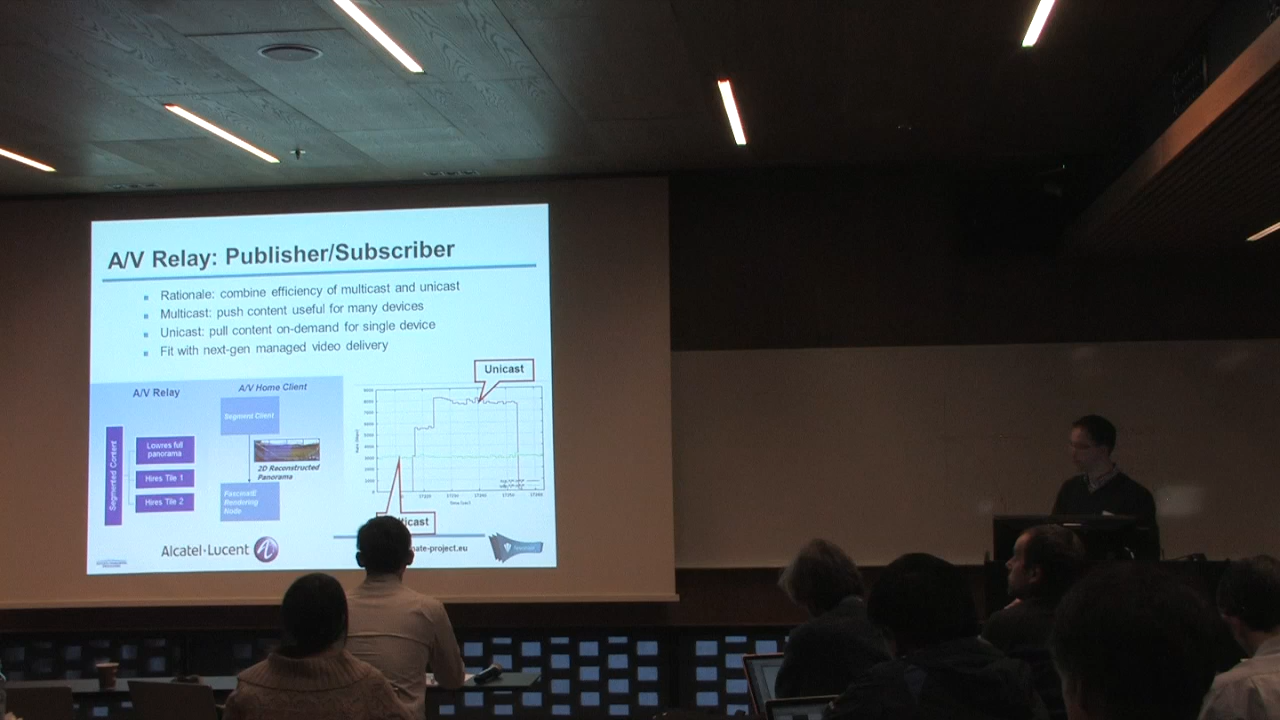 A/V Relay: Publisher/Subscriber
Rationale: combine efficiency of multicast and unicast
Multicast: push content useful for many devices
Unicast: pull content on-demand for single device
Fit with next-gen managed video delivery
A/V Relay
A/V Home Client
Segmented Content
Lowres full
panorama
Hires Tile 1
Hires Tile 2
Segment Client
2D Reconstructed
Panorama
Rendering
Node
Unicast
icast
Alcatel·Lucent
nate-project.eu